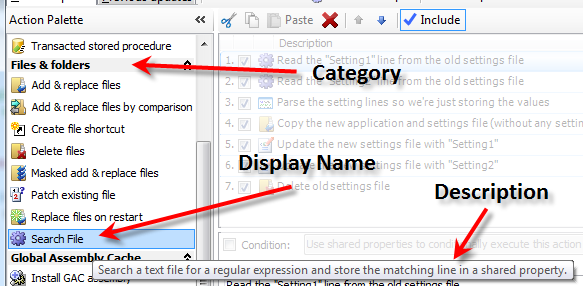 Previous updates
Action Palette
Paste
Include
Transacted stored procedure
Files & folders
Add & replace files
Add & replace files by comparison
Create file shortcut
Delete files
Masked add & replace files
Patch existing file
Replace files on restart
Search File
Global Assembly Cache
Install GAC assembly
Description
1. Read the "Setting1" line from the old settings file
2. Read the "Setting2" line from the old settings file
3. Parse the setting lines so we're just storing the values
4. Copy the new application and settings file (without any setting
5. Update the new settings file with "Setting1"
6. Update the settings file with "Setting2"
7. Delete old settings file
Category
Display Name
Description
Condition:
Use shared properties to conditionally execute this action
Search a text file for a regular expression and store the matching line in a shared property.
Read the "Setting1" line from the old settings file